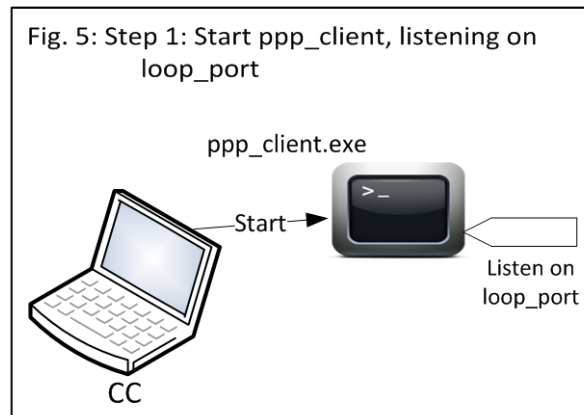 Fig. 5: Step 1: Start ppp_client, listening on
loop_port
ppp_client.exe
>_
Start
Listen on
loop_port
CC